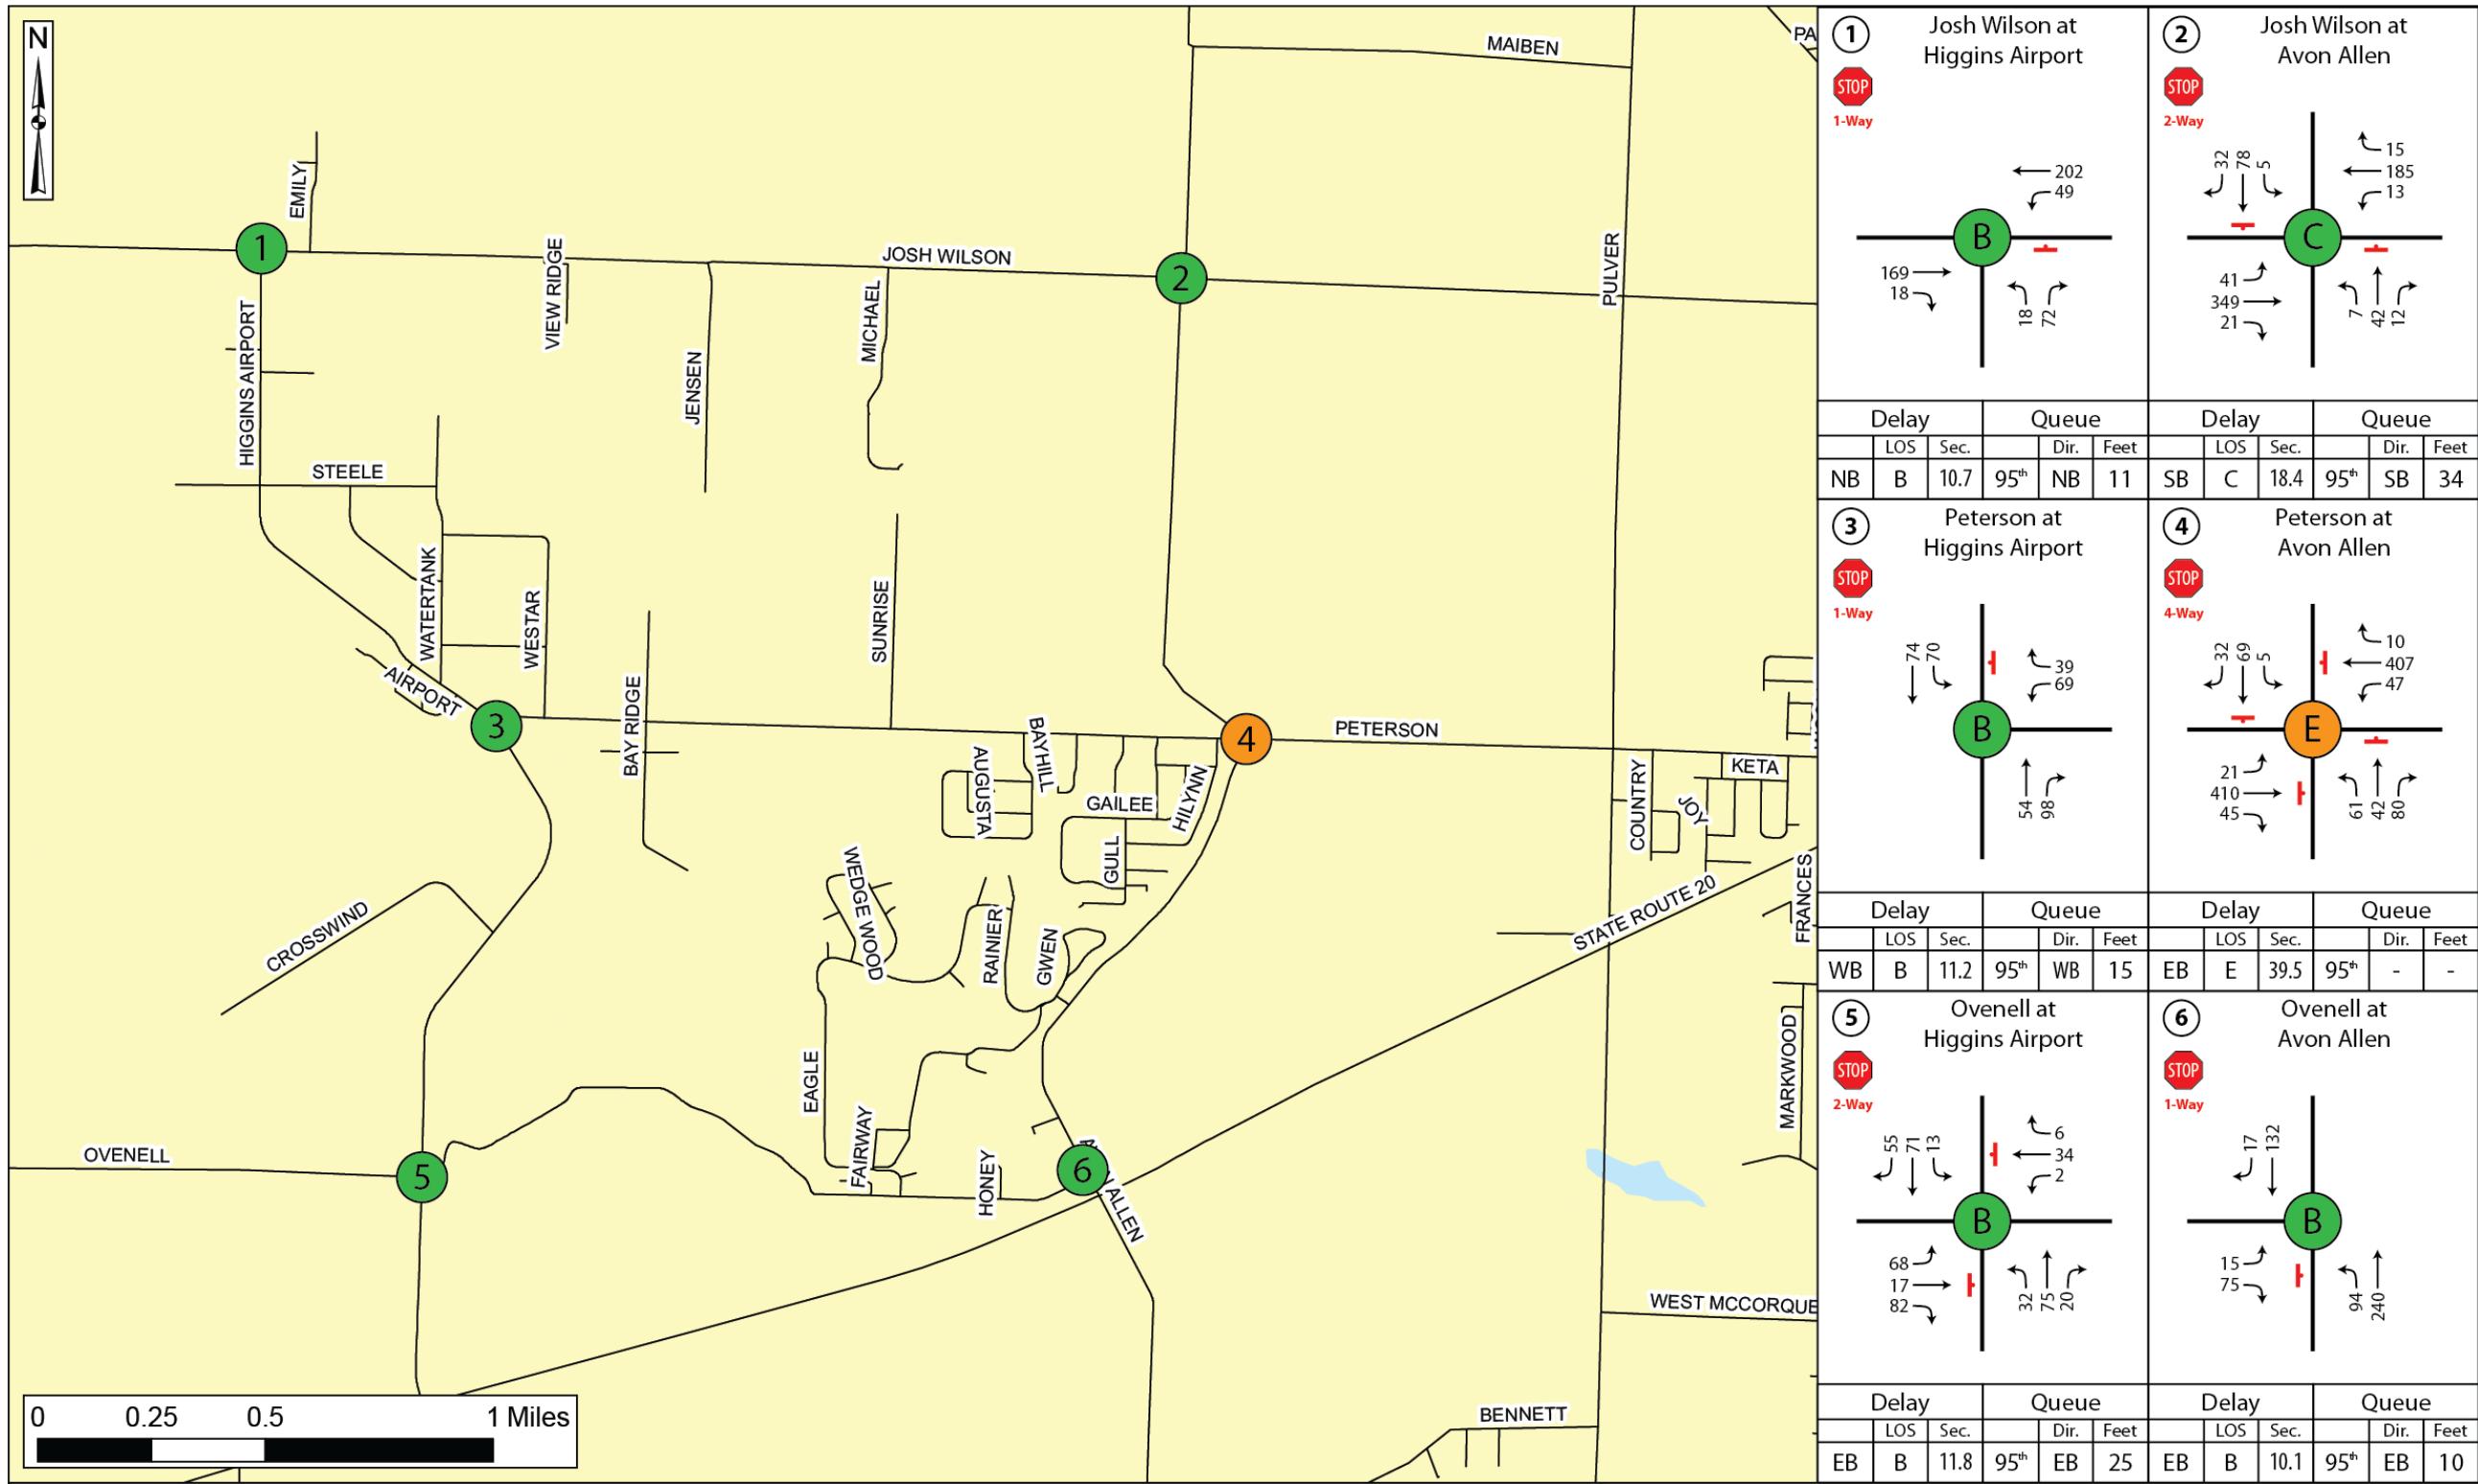 N
MAIBEN
PA
EMILY
1
JOSH WILSON
2
VIEW RIDGE
PULVER
HIGGINS AIRPORT
JENSEN
MICHAEL
STEELE
WATERTANK
WESTAR
SUNRISE
AIRPORT
3
BAY RIDGE
BAYHILL
4
PETERSON
AUGUSTA
GAILEE
HILYNN
GULL
COUNTRY
KETA
JOY
FRANCES
WEDGE WOOD
RAINIER
GWEN
STATE ROUTE 20
CROSSWIND
EAGLE
MARKWOOD
FAIRWAY
OVENELL
5
HONEY
6
ALLEN
WEST MCCORQUE
BENNETT
0 0.25 0.5 1 Miles
1
Josh Wilson at
Higgins Airport
STOP
1-Way
202
49
B
169
18
18 72
Delay Queue
LOS Sec. Dir. Feet
NB B 10.7 95th NB 11
2
Josh Wilson at
Avon Allen
STOP
2-Way
32 78 5
15
185
13
C
41
349
21
7 42 12
Delay Queue
LOS Sec. Dir. Feet
SB C 18.4 95th SB 34
3
Peterson at
Higgins Airport
STOP
1-Way
74 70
39
69
B
54 98
Delay Queue
LOS Sec. Dir. Feet
WB B 11.2 95th WB 15
4
Peterson at
Avon Allen
STOP
4-Way
32 69 5
10
407
47
E
21
410
45
61 42 80
Delay Queue
LOS Sec. Dir. Feet
EB E 39.5 95th - -
5
Ovenell at
Higgins Airport
STOP
2-Way
55 71 13
6
34
2
B
68
17
82
32 75 20
Delay Queue
LOS Sec. Dir. Feet
EB B 11.8 95th EB 25
6
Ovenell at
Avon Allen
STOP
1-Way
17 132
B
15
75
94 240
Delay Queue
LOS Sec. Dir. Feet
EB B 10.1 95th EB 10